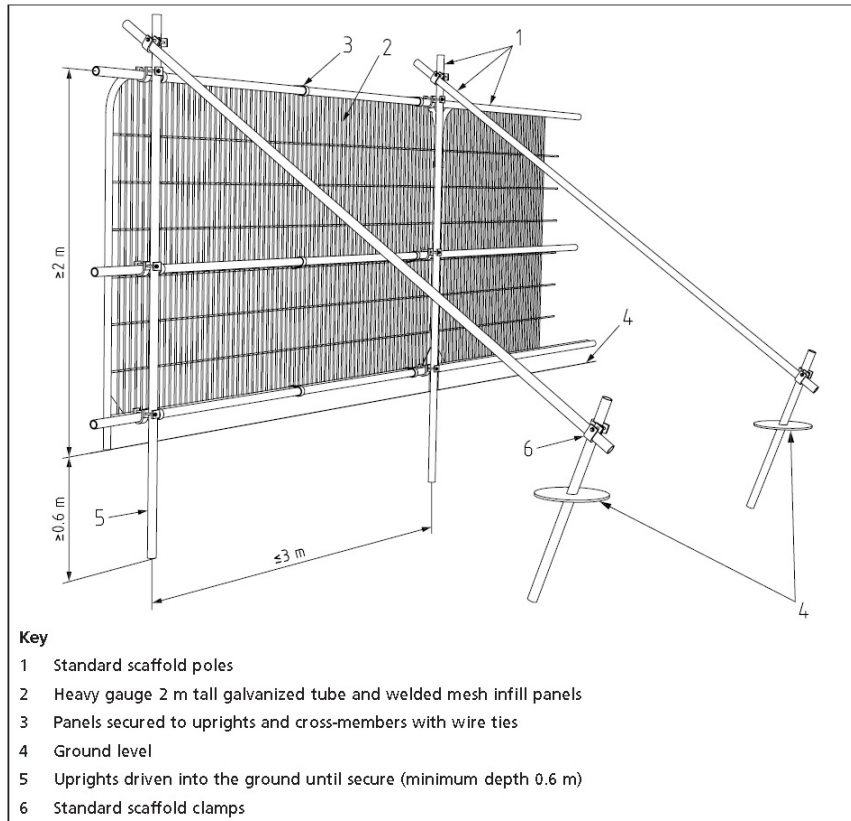 3
2
1
≥2 m
4
6
≥0.6 m
5
≤3 m
4
Key
1 Standard scaffold poles
2 Heavy gauge 2 m tall galvanized tube and welded mesh infill panels
3 Panels secured to uprights and cross-members with wire ties
4 Ground level
5 Uprights driven into the ground until secure (minimum depth 0.6 m)
6 Standard scaffold clamps